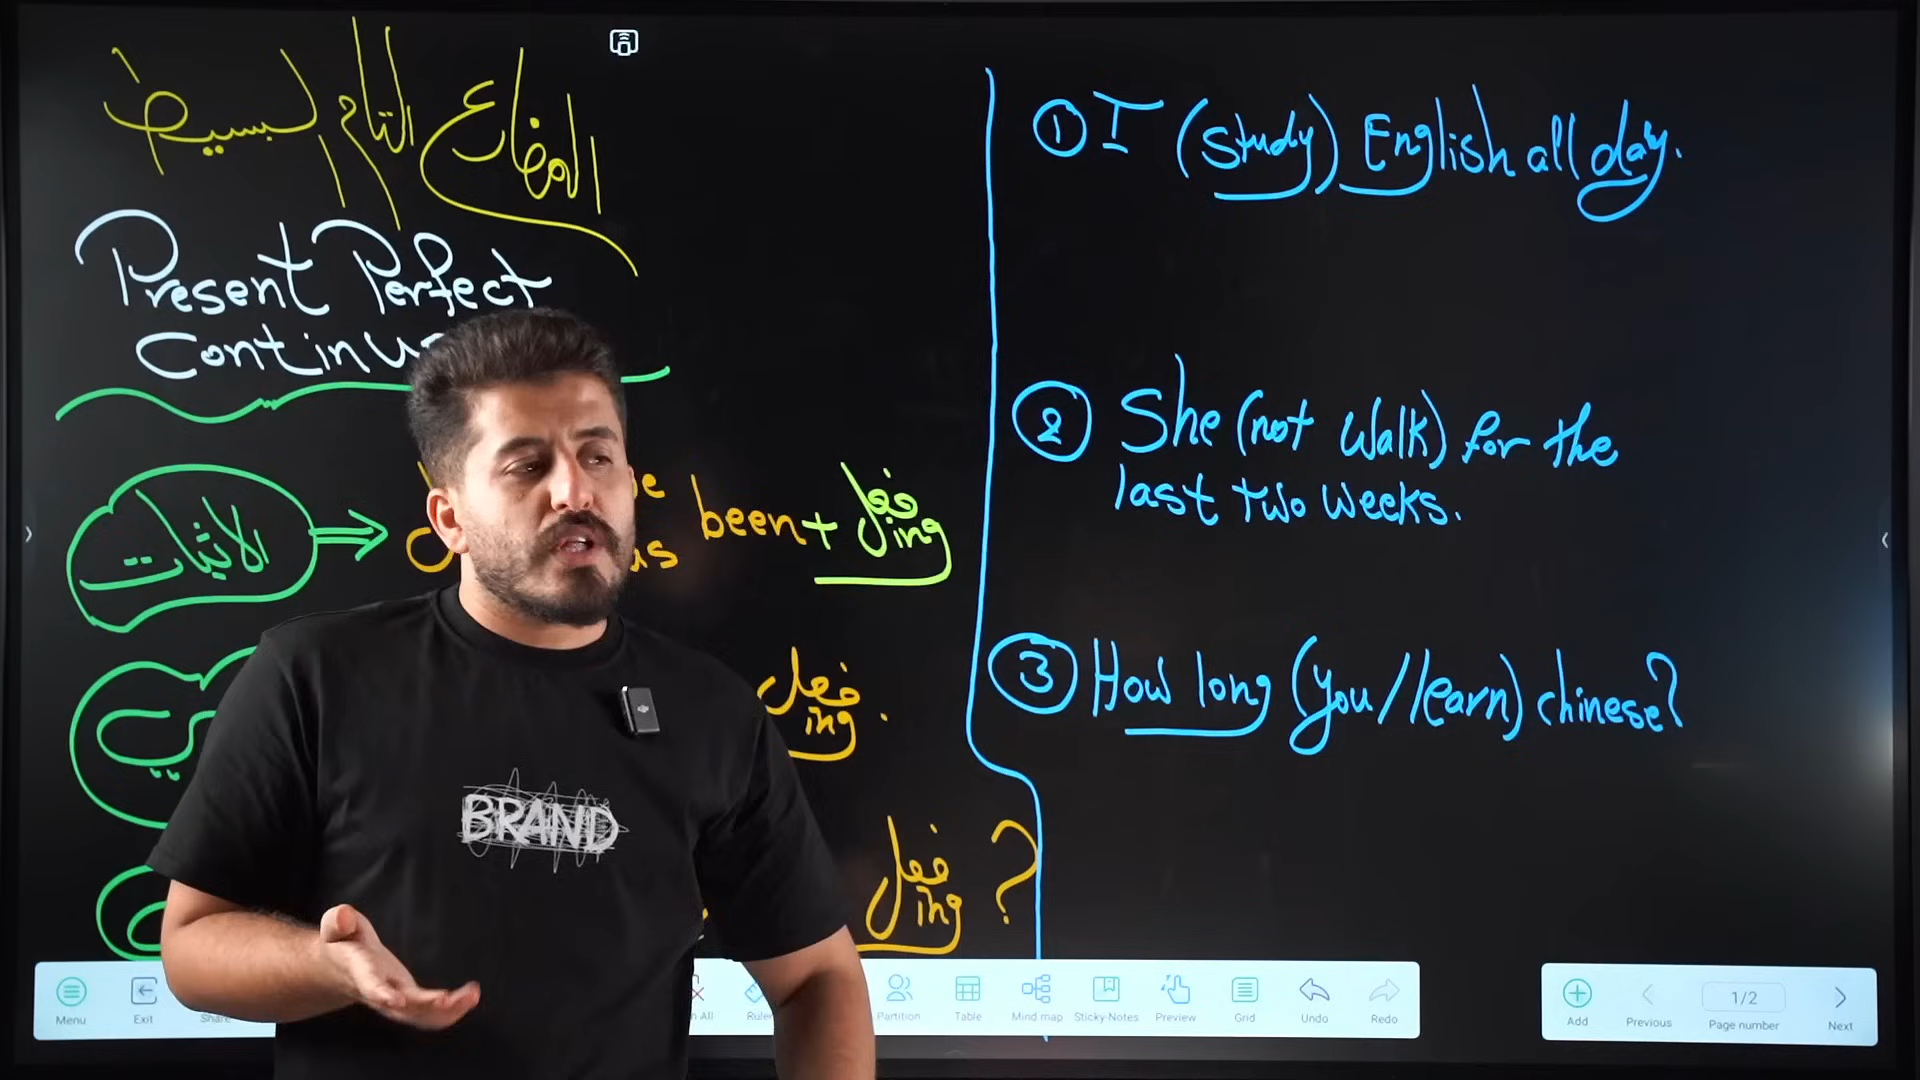 المضارع التام البسيط
Present Perfect
الاثبات ⇒
been + فعل ing
فعل ing .
فعل ing ?
① I (study) English all day.
② She (not walk) for the
last two weeks.
③ How long (you/learn) chinese?
BRAND
Menu
Exit
Partition
Table
Mind map
Sticky Notes
Preview
Grid
Undo
Redo
Add
Previous
1/2
Page number
Next